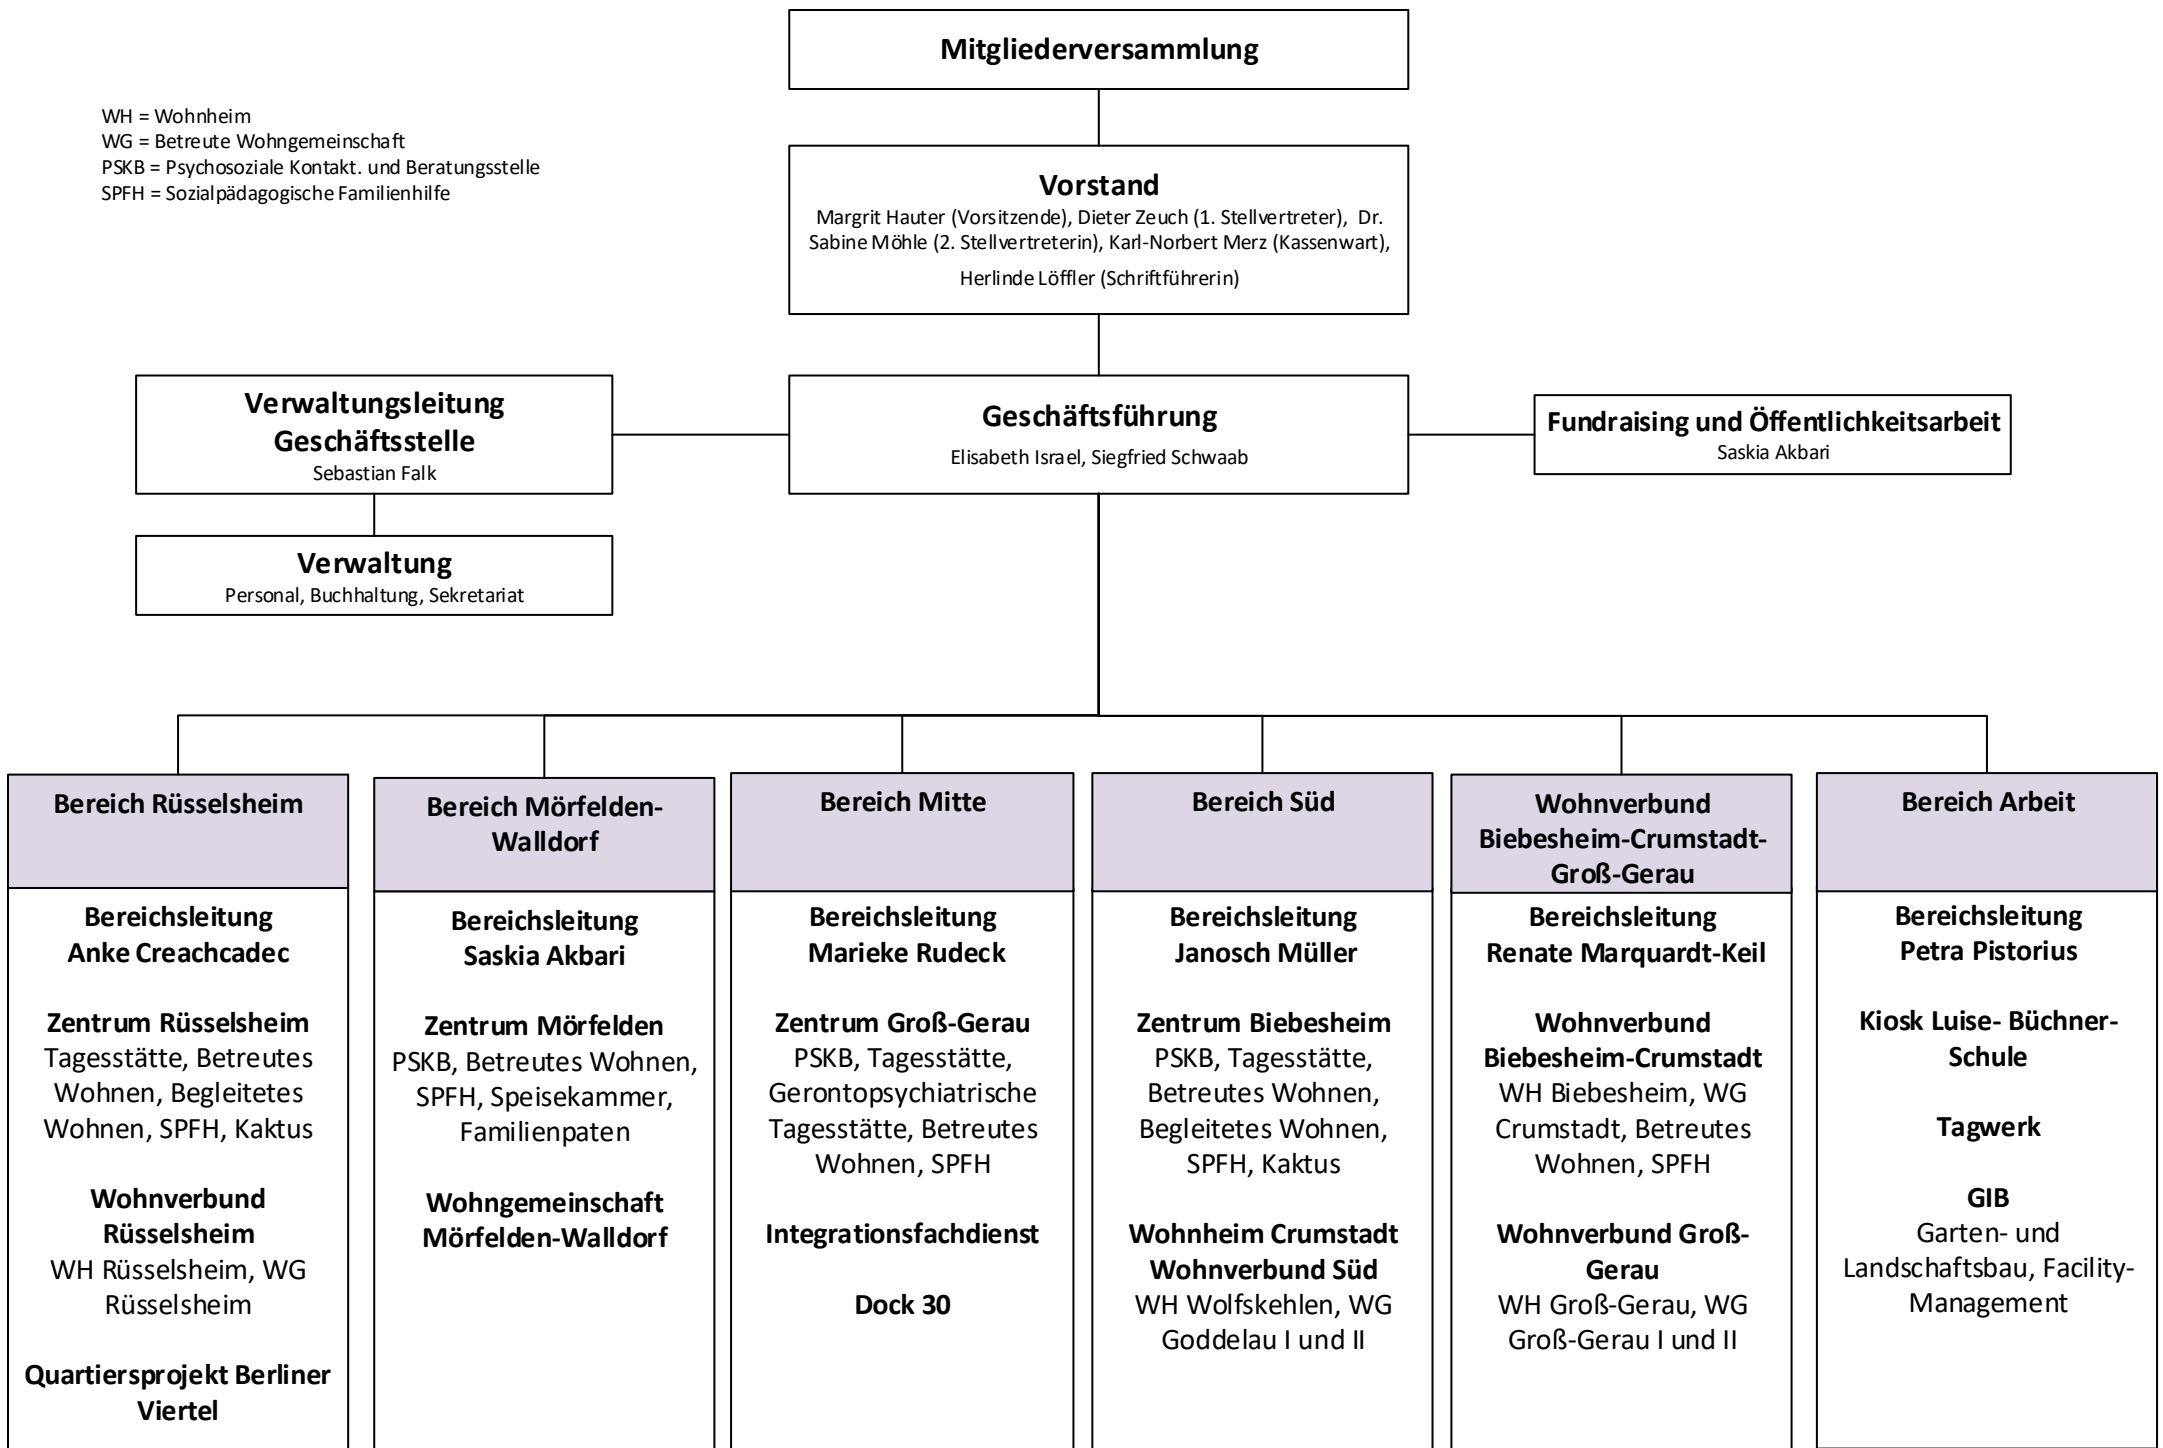 Mitgliederversammlung
WH = Wohnheim
WG = Betreute Wohngemeinschaft
PSKB = Psychosoziale Kontakt. und Beratungsstelle
SPFH = Sozialpädagogische Familienhilfe
Vorstand
Margrit Hauter (Vorsitzende), Dieter Zeuch (1. Stellvertreter), Dr.
Sabine Möhle (2. Stellvertreterin), Karl-Norbert Merz (Kassenwart),
Herlinde Löffler (Schriftführerin)
Verwaltungsleitung
Geschäftsstelle
Sebastian Falk
Geschäftsführung
Elisabeth Israel, Siegfried Schwaab
Fundraising und Öffentlichkeitsarbeit
Saskia Akbari
Verwaltung
Personal, Buchhaltung, Sekretariat
Bereich Rüsselsheim
Bereichsleitung
Anke Creachcadec
Zentrum Rüsselsheim
Tagesstätte, Betreutes
Wohnen, Begleitetes
Wohnen, SPFH, Kaktus
Wohnverbund
Rüsselsheim
WH Rüsselsheim, WG
Rüsselsheim
Quartiersprojekt Berliner
Viertel
Bereich Mörfelden-
Walldorf
Bereichsleitung
Saskia Akbari
Zentrum Mörfelden
PSKB, Betreutes Wohnen,
SPFH, Speisekammer,
Familienpaten
Wohngemeinschaft
Mörfelden-Walldorf
Bereich Mitte
Bereichsleitung
Marieke Rudeck
Zentrum Groß-Gerau
PSKB, Tagesstätte,
Gerontopsychiatrische
Tagesstätte, Betreutes
Wohnen, SPFH
Integrationsfachdienst
Dock 30
Bereich Süd
Bereichsleitung
Janosch Müller
Zentrum Biebesheim
PSKB, Tagesstätte,
Betreutes Wohnen,
Begleitetes Wohnen,
SPFH, Kaktus
Wohnheim Crumstadt
Wohnverbund Süd
WH Wolfskehlen, WG
Goddelau I und II
Wohnverbund
Biebesheim-Crumstadt-
Groß-Gerau
Bereichsleitung
Renate Marquardt-Keil
Wohnverbund
Biebesheim-Crumstadt
WH Biebesheim, WG
Crumstadt, Betreutes
Wohnen, SPFH
Wohnverbund Groß-
Gerau
WH Groß-Gerau, WG
Groß-Gerau I und II
Bereich Arbeit
Bereichsleitung
Petra Pistorius
Kiosk Luise- Büchner-
Schule
Tagwerk
GIB
Garten- und
Landschaftsbau, Facility-
Management